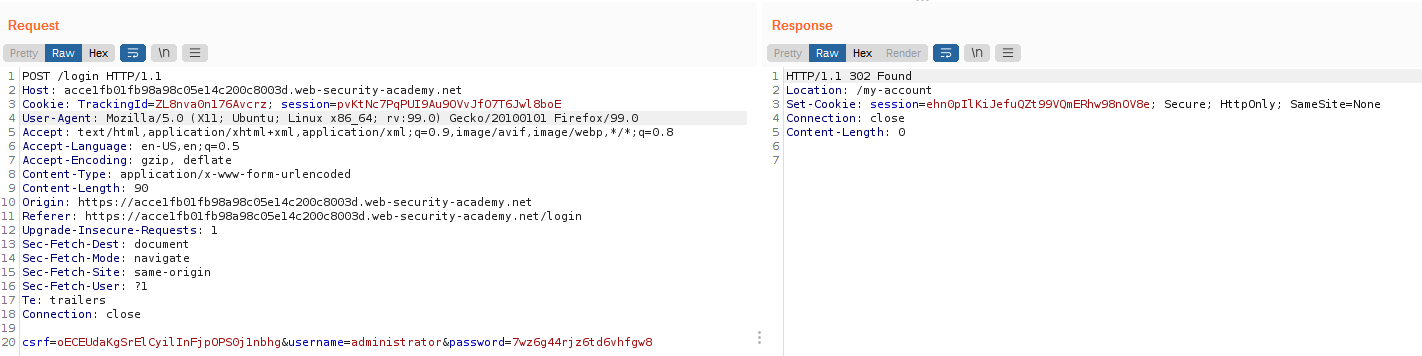 Request
Pretty Raw Hex \n
1 POST /login HTTP/1.1
2 Host: acce1fb01fb98a98c05e14c200c8003d.web-security-academy.net
3 Cookie: TrackingId=ZL8nva0n176Avcrz; session=pvKtNc7PqPUI9Au9OVvJfO7T6Jwl8boE
4 User-Agent: Mozilla/5.0 (X11; Ubuntu; Linux x86_64; rv:99.0) Gecko/20100101 Firefox/99.0
5 Accept: text/html,application/xhtml+xml,application/xml;q=0.9,image/avif,image/webp,*/*;q=0.8
6 Accept-Language: en-US,en;q=0.5
7 Accept-Encoding: gzip, deflate
8 Content-Type: application/x-www-form-urlencoded
9 Content-Length: 90
10 Origin: https://acce1fb01fb98a98c05e14c200c8003d.web-security-academy.net
11 Referer: https://acce1fb01fb98a98c05e14c200c8003d.web-security-academy.net/login
12 Upgrade-Insecure-Requests: 1
13 Sec-Fetch-Dest: document
14 Sec-Fetch-Mode: navigate
15 Sec-Fetch-Site: same-origin
16 Sec-Fetch-User: ?1
17 Te: trailers
18 Connection: close
19
20 csrf=oECEUdaKgSrElCyilInFjpOPS0j1nbhg&username=administrator&password=7wz6g44rjz6td6vhfgw8
Response
Pretty Raw Hex Render \n
1 HTTP/1.1 302 Found
2 Location: /my-account
3 Set-Cookie: session=ehn0pIlKiJefuQZt99VQmERhw98nOV8e; Secure; HttpOnly; SameSite=None
4 Connection: close
5 Content-Length: 0
6
7